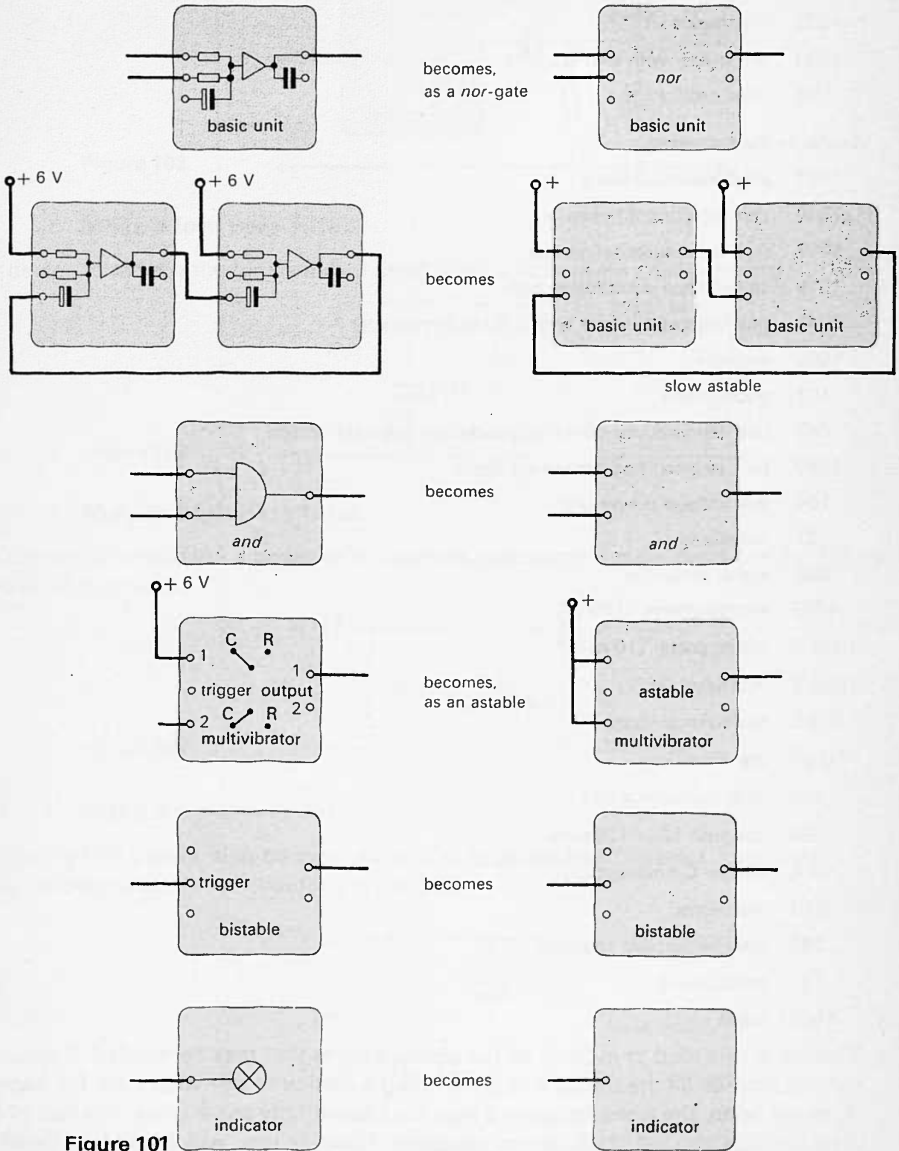 becomes,
as a nor-gate
nor
basic unit
basic unit
+ 6 V
+ 6 V
+
+
becomes
basic unit
basic unit
slow astable
becomes
and
and
+ 6 V
+
C R
1
1
trigger output
2
C R
2
multivibrator
becomes,
as an astable
astable
multivibrator
trigger
becomes
bistable
bistable
becomes
indicator
indicator
Figure 101